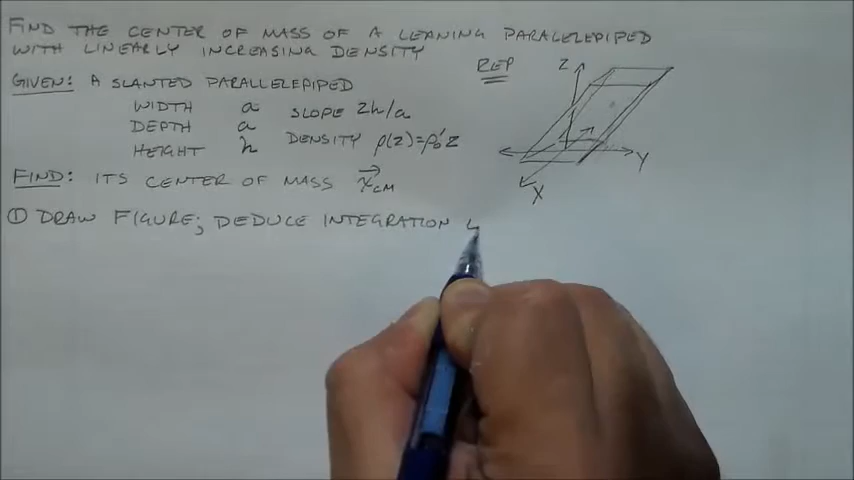 FIND THE CENTER OF MASS OF A LEANING PARALELEPIPED
WITH LINEARLY INCREASING DENSITY
GIVEN: A SLANTED PARALLELEPIPED
WIDTH a SLOPE 2h/a
DEPTH a DENSITY ρ(z)=ρ₀'z
HEIGHT h
FIND: ITS CENTER OF MASS x⃗CM
① DRAW FIGURE; DEDUCE INTEGRATION
REP
Z
Y
X